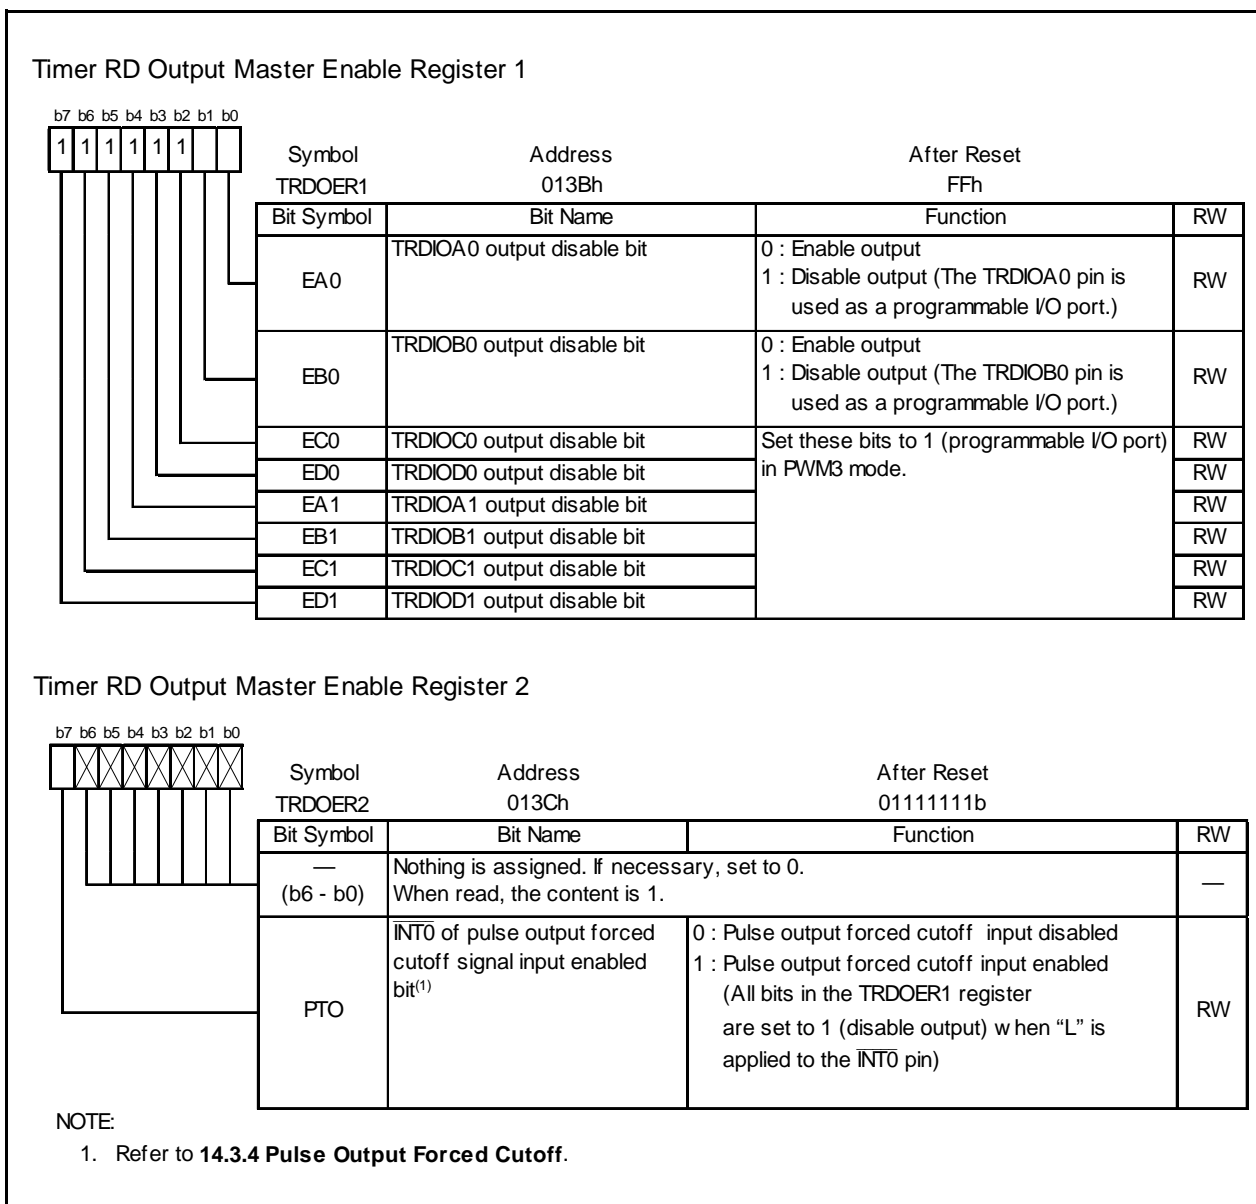 Timer RD Output Master Enable Register 1
b7 b6 b5 b4 b3 b2 b1 b0
1 1 1 1 1 1
Symbol Address After Reset
TRDOER1 013Bh FFh
Bit Symbol Bit Name Function RW
EA0 TRDIOA0 output disable bit 0 : Enable output
1 : Disable output (The TRDIOA0 pin is
used as a programmable I/O port.) RW
EB0 TRDIOB0 output disable bit 0 : Enable output
1 : Disable output (The TRDIOB0 pin is
used as a programmable I/O port.) RW
EC0 TRDIOC0 output disable bit Set these bits to 1 (programmable I/O port) RW
ED0 TRDIOD0 output disable bit in PWM3 mode. RW
EA1 TRDIOA1 output disable bit RW
EB1 TRDIOB1 output disable bit RW
EC1 TRDIOC1 output disable bit RW
ED1 TRDIOD1 output disable bit RW
Timer RD Output Master Enable Register 2
b7 b6 b5 b4 b3 b2 b1 b0
Symbol Address After Reset
TRDOER2 013Ch 01111111b
Bit Symbol Bit Name Function RW
— Nothing is assigned. If necessary, set to 0. —
(b6 - b0) When read, the content is 1.
PTO INT0 of pulse output forced
cutoff signal input enabled
bit(1)
0 : Pulse output forced cutoff input disabled
1 : Pulse output forced cutoff input enabled
(All bits in the TRDOER1 register
are set to 1 (disable output) when “L” is
applied to the INT0 pin) RW
NOTE:
1. Refer to 14.3.4 Pulse Output Forced Cutoff.